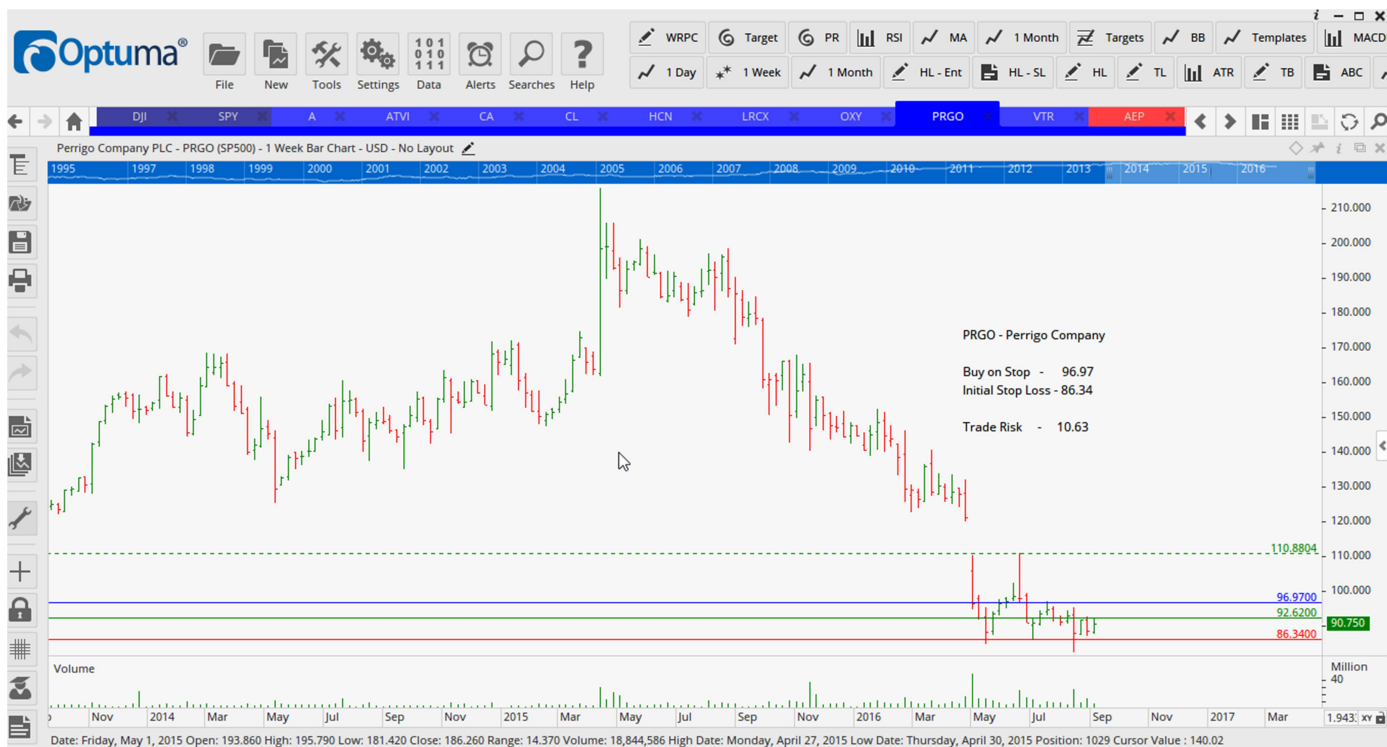 i
Optuma®
File New Tools Settings Data Alerts Searches Help
101
010
111
WRPC Target PR RSI MA 1 Month Targets BB Templates MACD
1 Day 1 Week 1 Month HL - Ent HL - SL HL TL ATR TB ABC
DJI SPY A ATVI CA CL HCN LRCX OXY PRGO VTR AEP
Perrigo Company PLC - PRGO (SP500) - 1 Week Bar Chart - USD - No Layout
1995 1997 1998 1999 2000 2001 2002 2003 2004 2005 2006 2007 2008 2009 2010 2011 2012 2013 2014 2015 2016
210.000
200.000
190.000
180.000
170.000
160.000
150.000
140.000
130.000
120.000
110.000
100.000
90.750
PRGO - Perrigo Company
Buy on Stop - 96.97
Initial Stop Loss - 86.34
Trade Risk - 10.63
110.8804
96.9700
92.6200
86.3400
Volume
Million
40
Nov 2014 Mar May Jul Sep Nov 2015 Mar May Jul Sep Nov 2016 Mar May Jul Sep Nov 2017 Mar
XY
Date: Friday, May 1, 2015 Open: 193.860 High: 195.790 Low: 181.420 Close: 186.260 Range: 14.370 Volume: 18,844,586 High Date: Monday, April 27, 2015 Low Date: Thursday, April 30, 2015 Position: 1029 Cursor Value : 140.02